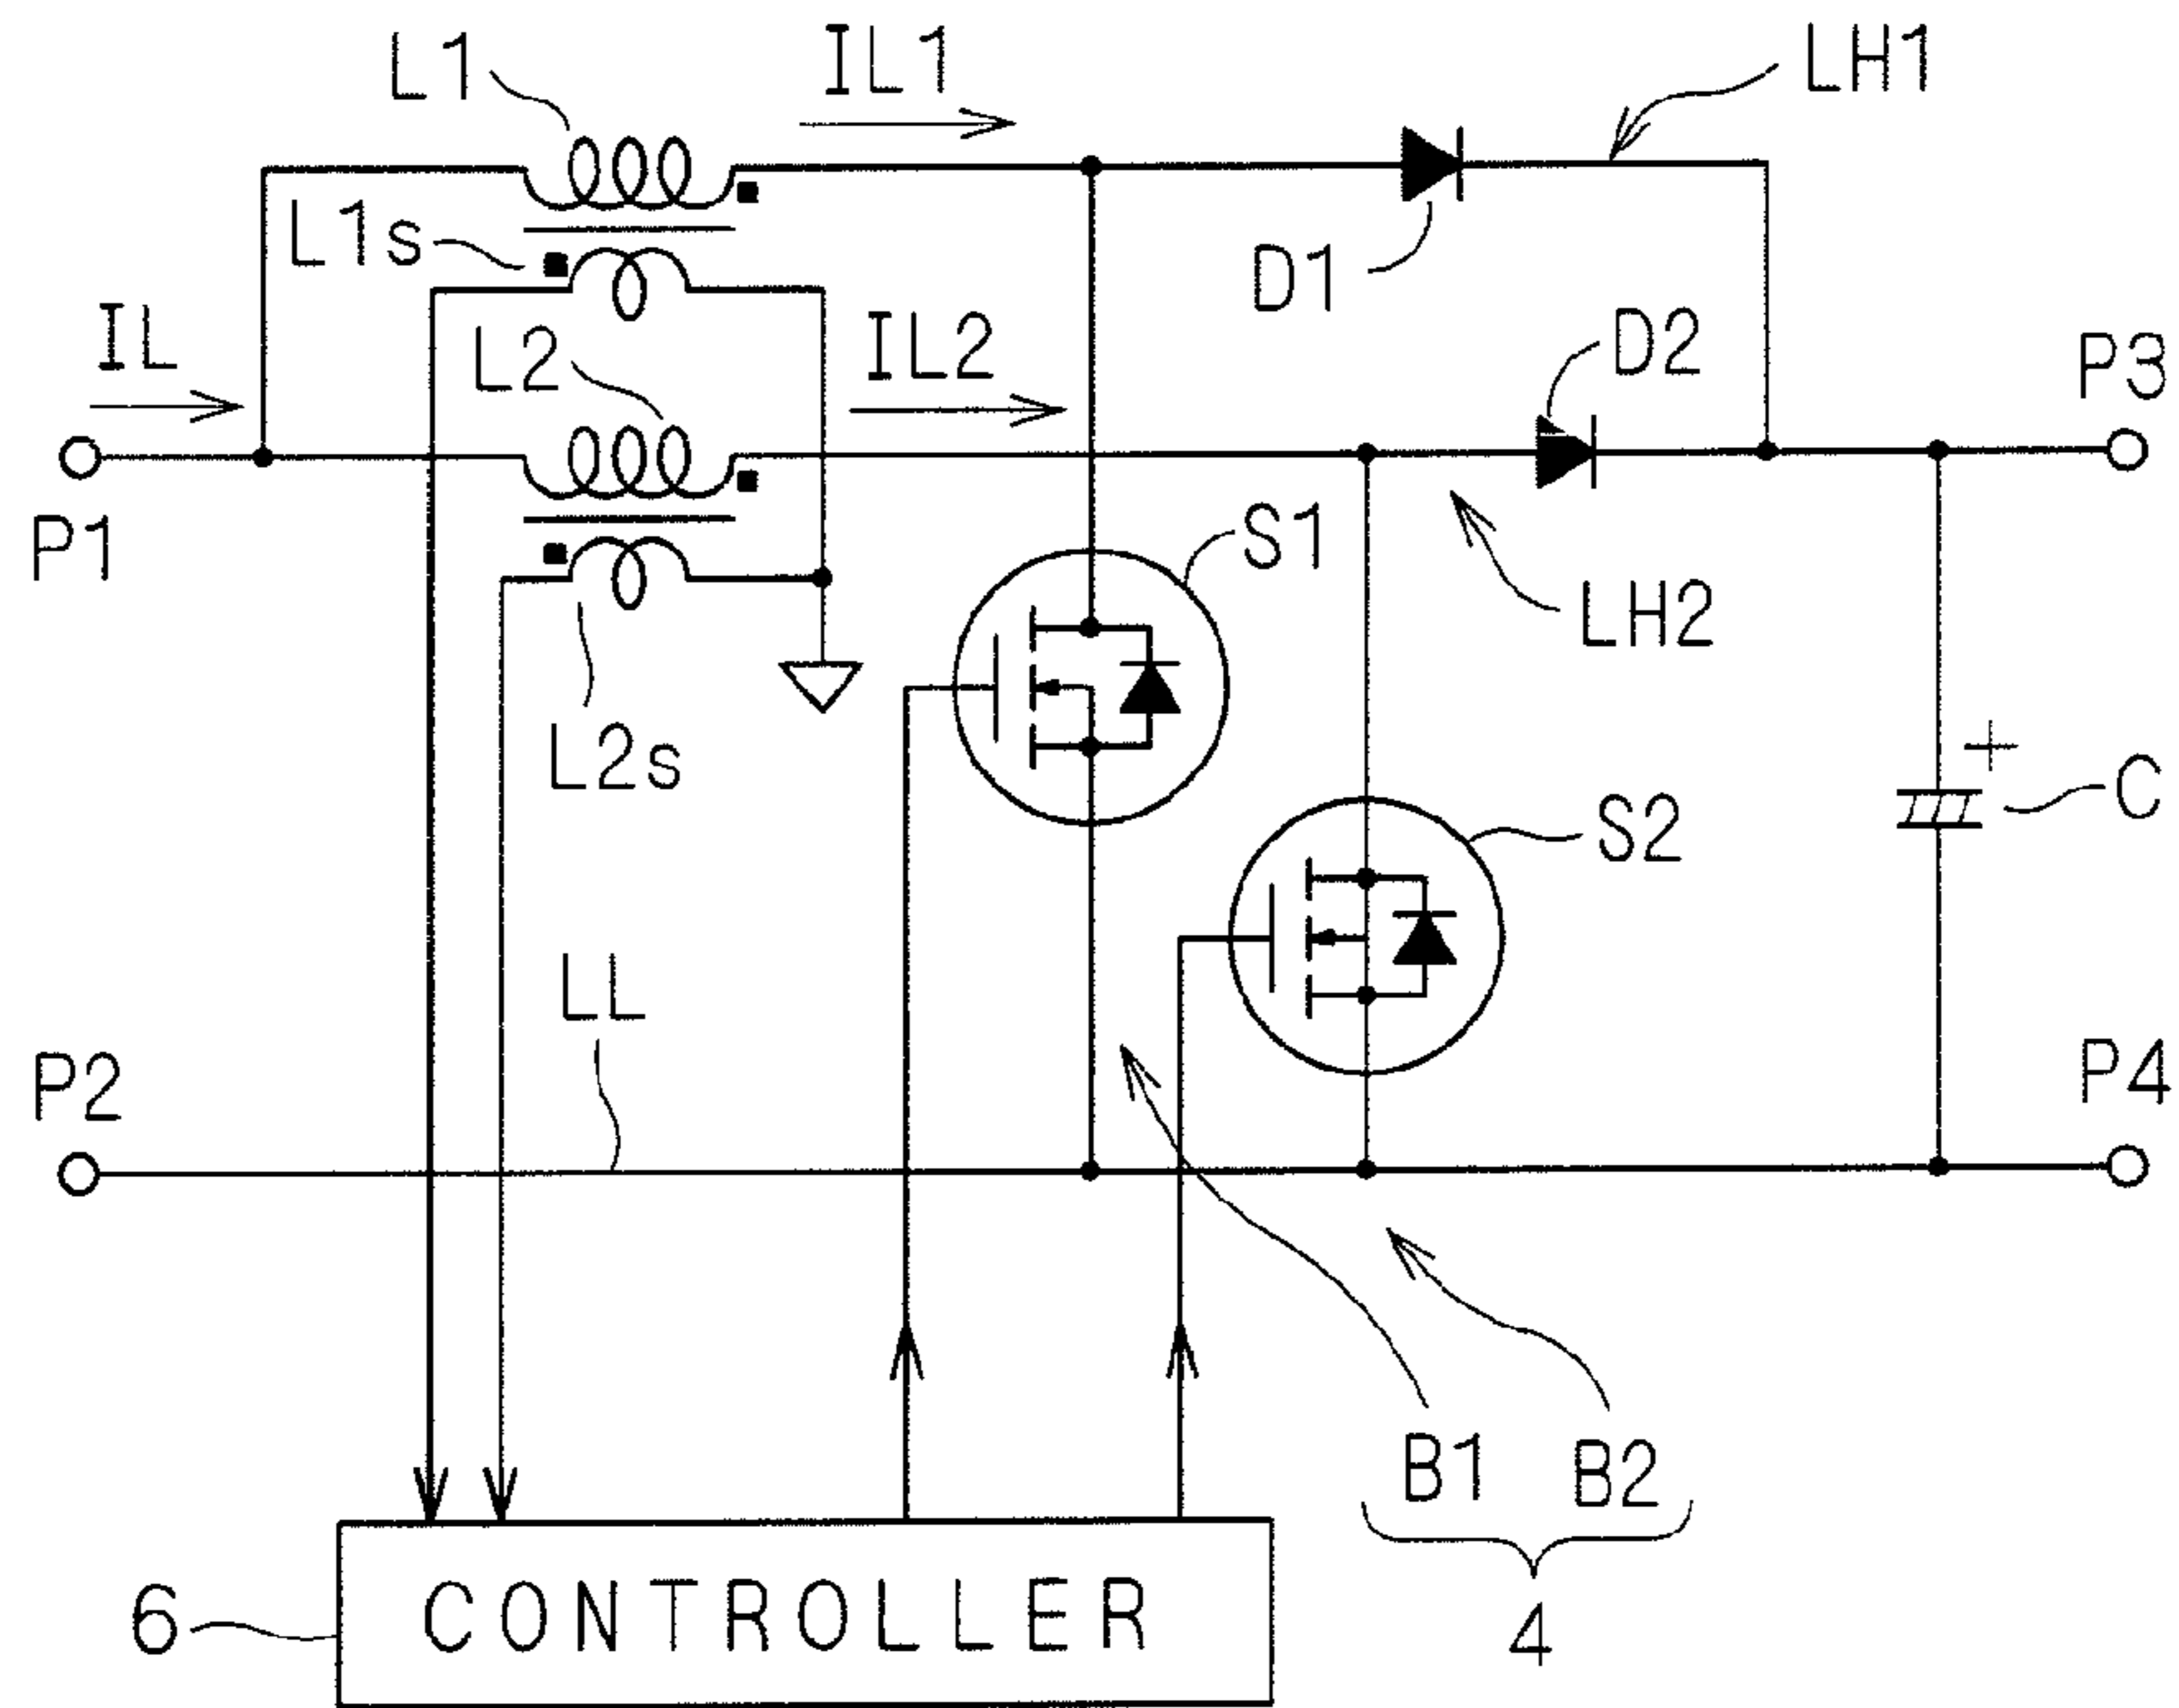 L1
IL1
LH1
L1s
D1
IL
L2
IL2
D2
P3
P1
S1
LH2
L2s
+
C
S2
LL
P2
P4
B1
B2
6
CONTROLLER
4